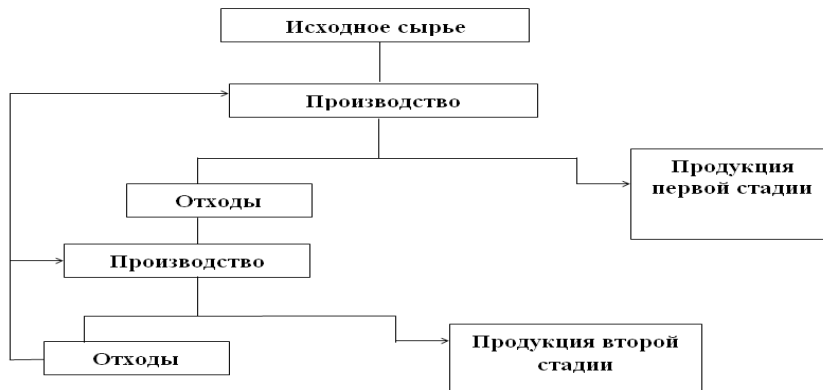 Исходное сырье
Производство
Продукция
первой стадии
Отходы
Производство
Продукция второй
стадии
Отходы